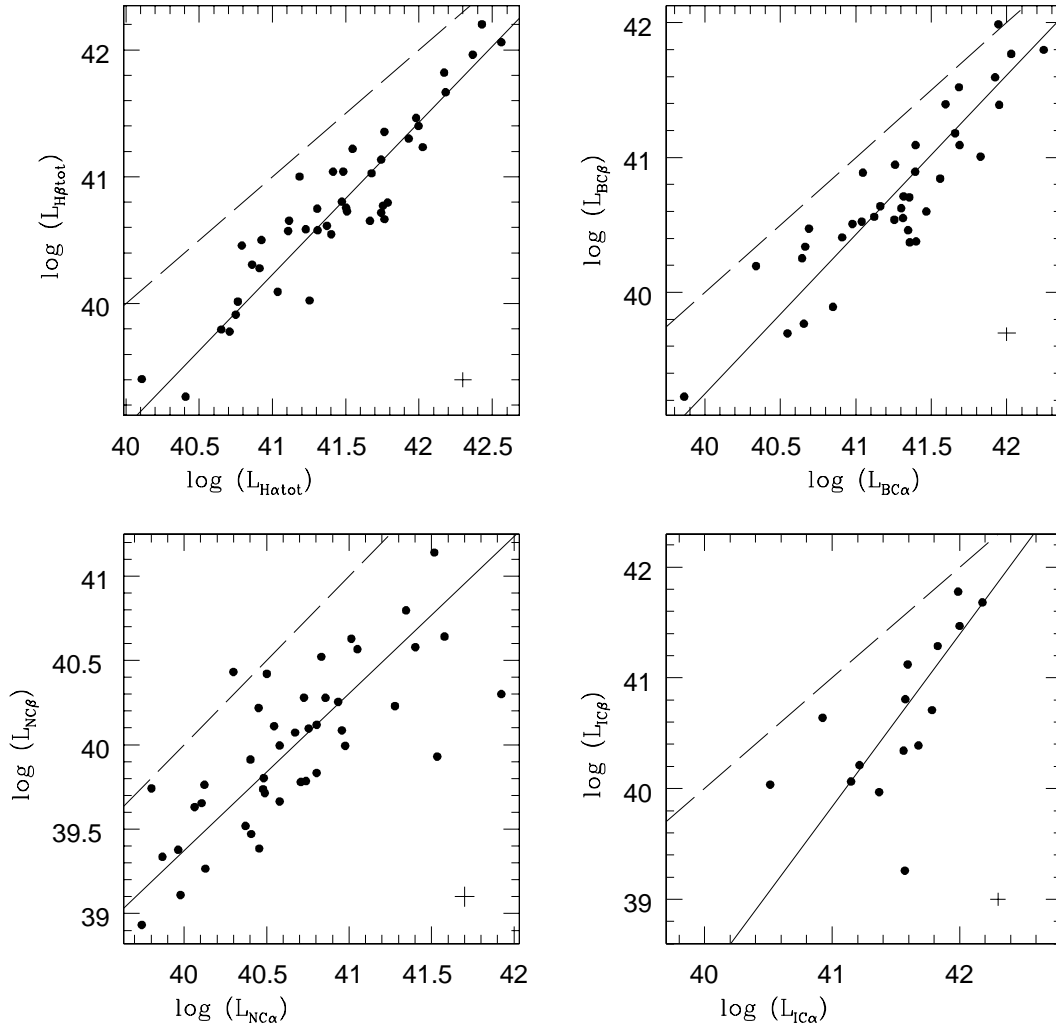 42
41
40
log (L_Hβtot)
40 40.5 41 41.5 42 42.5
log (L_Hαtot)
42
41
40
log (L_BCβ)
40 40.5 41 41.5 42
log (L_BCα)
41
40.5
40
39.5
39
log (L_NCβ)
40 40.5 41 41.5 42
log (L_NCα)
42
41
40
39
log (L_ICβ)
40 41 42
log (L_ICα)